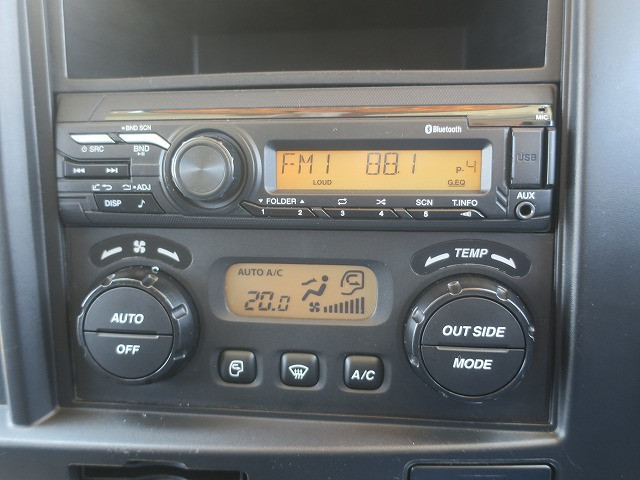 MIC
BND SCN
Bluetooth
SRC
BND
FM1 88.1 P.4
LOUD G.EQ
USB
ADJ
DISP
FOLDER SCN T.INFO
1 2 3 4 5
AUX
TEMP
AUTO A/C
20.0
AUTO
OFF
OUT SIDE
MODE
A/C